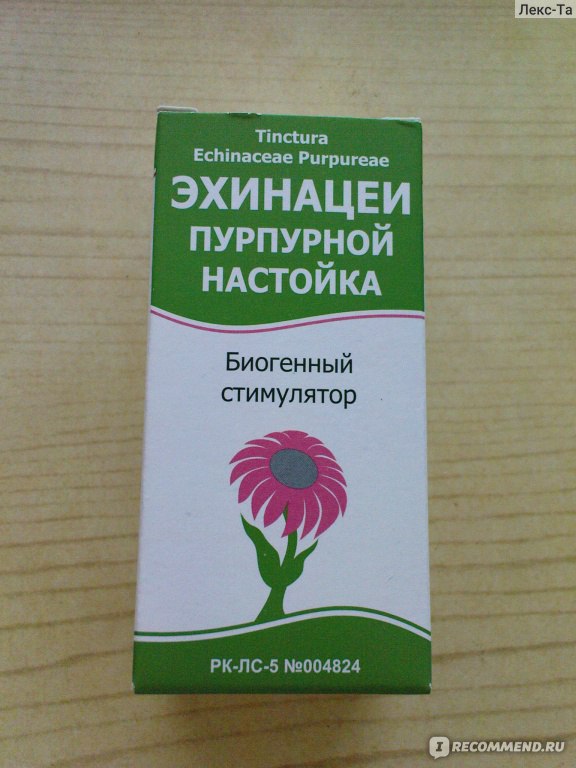 Лекс-Та
Tinctura
Echinaceae Purpureae
ЭХИНАЦЕИ
ПУРПУРНОЙ
НАСТОЙКА
Биогенный
стимулятор
РК-ЛС-5 №004824
I RECOMMEND.RU